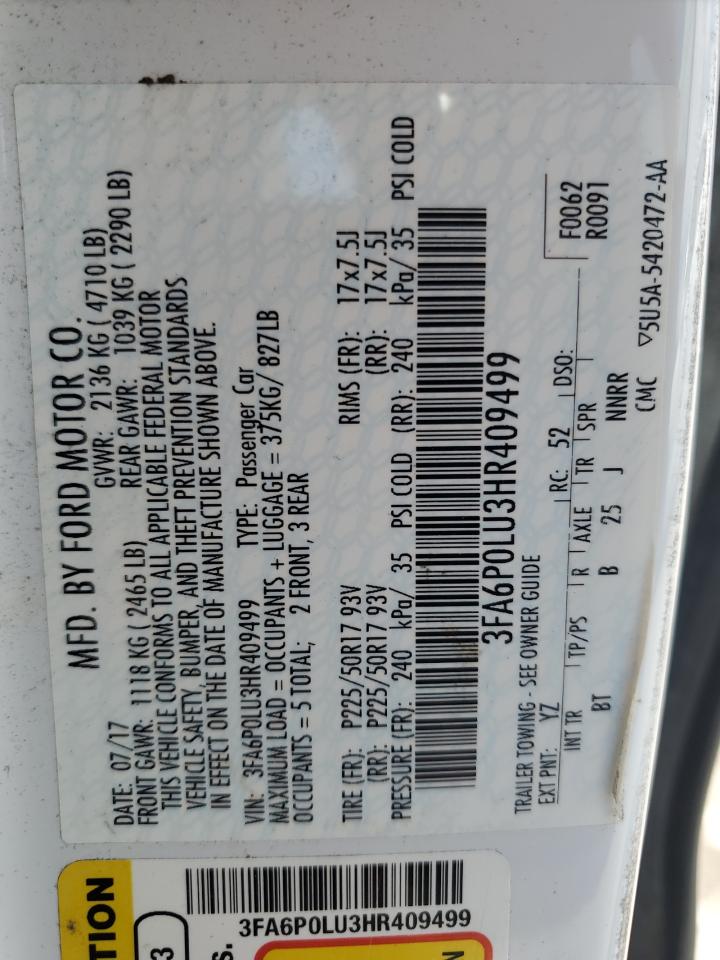 MFD. BY FORD MOTOR CO.
DATE: 07/17 GVWR: 2136 KG ( 4710 LB)
FRONT GAWR: 1118 KG ( 2465 LB) REAR GAWR: 1039 KG ( 2290 LB)
THIS VEHICLE CONFORMS TO ALL APPLICABLE FEDERAL MOTOR
VEHICLE SAFETY, BUMPER, AND THEFT PREVENTION STANDARDS
IN EFFECT ON THE DATE OF MANUFACTURE SHOWN ABOVE.
VIN: 3FA6P0LU3HR409499 TYPE: Passenger Car
MAXIMUM LOAD = OCCUPANTS + LUGGAGE = 375KG/ 827LB
OCCUPANTS = 5 TOTAL; 2 FRONT, 3 REAR
TIRE (FR): P225/50R17 93V RIMS (FR): 17x7.5J
(RR): P225/50R17 93V (RR): 17x7.5J
PRESSURE (FR): 240 kPa/ 35 PSI COLD (RR): 240 kPa/ 35 PSI COLD
3FA6P0LU3HR409499
TRAILER TOWING - SEE OWNER GUIDE
F0062
EXT PNT: YZ RC: 52 DSO: R0091
INT TR TP/PS R AXLE TR SPR
BT B 25 J NNRR
CMC ▽5U5A-5420472-AA
TION
3
S.
3FA6P0LU3HR409499
N